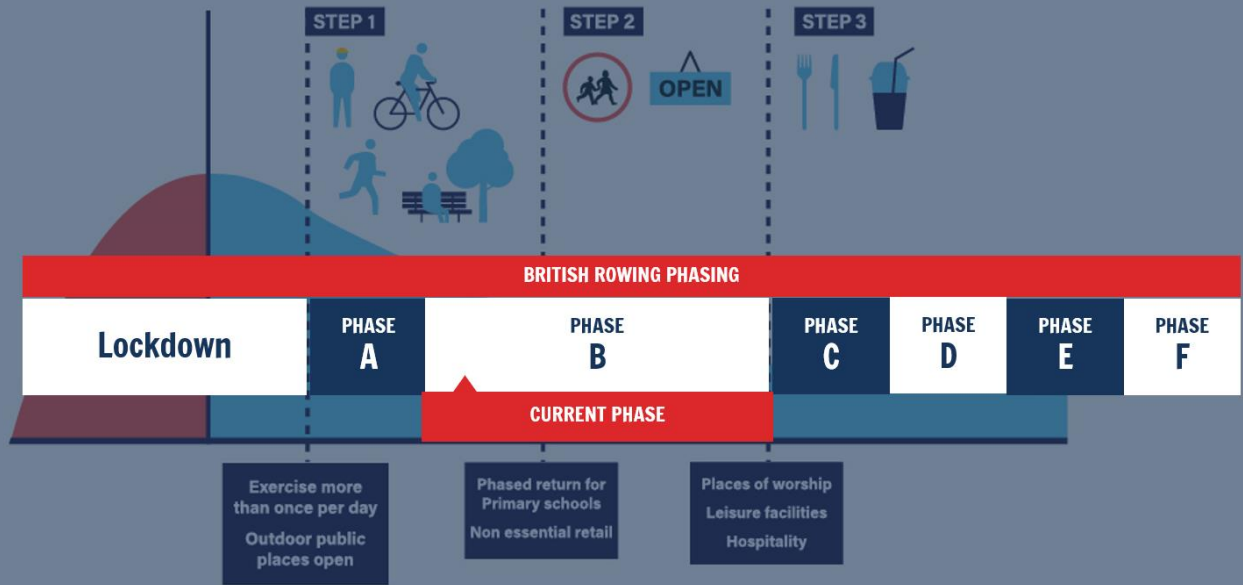 STEP 1
STEP 2
STEP 3
OPEN
BRITISH ROWING PHASING
Lockdown
PHASE
A
PHASE
B
PHASE
C
PHASE
D
PHASE
E
PHASE
F
CURRENT PHASE
Exercise more
than once per day
Outdoor public
places open
Phased return for
Primary schools
Non essential retail
Places of worship
Leisure facilities
Hospitality